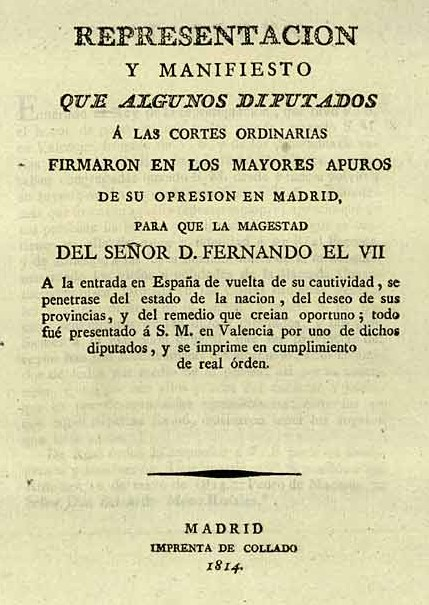 REPRESENTACION
Y MANIFIESTO
QUE ALGUNOS DIPUTADOS
Á LAS CORTES ORDINARIAS
FIRMARON EN LOS MAYORES APUROS
DE SU OPRESION EN MADRID,
PARA QUE LA MAGESTAD
DEL SEÑOR D. FERNANDO EL VII
A la entrada en España de vuelta de su cautividad, se
penetrase del estado de la nacion, del deseo de sus
provincias, y del remedio que creian oportuno; todo
fué presentado á S. M. en Valencia por uno de dichos
diputados, y se imprime en cumplimiento
de real órden.
MADRID
IMPRENTA DE COLLADO
1814.